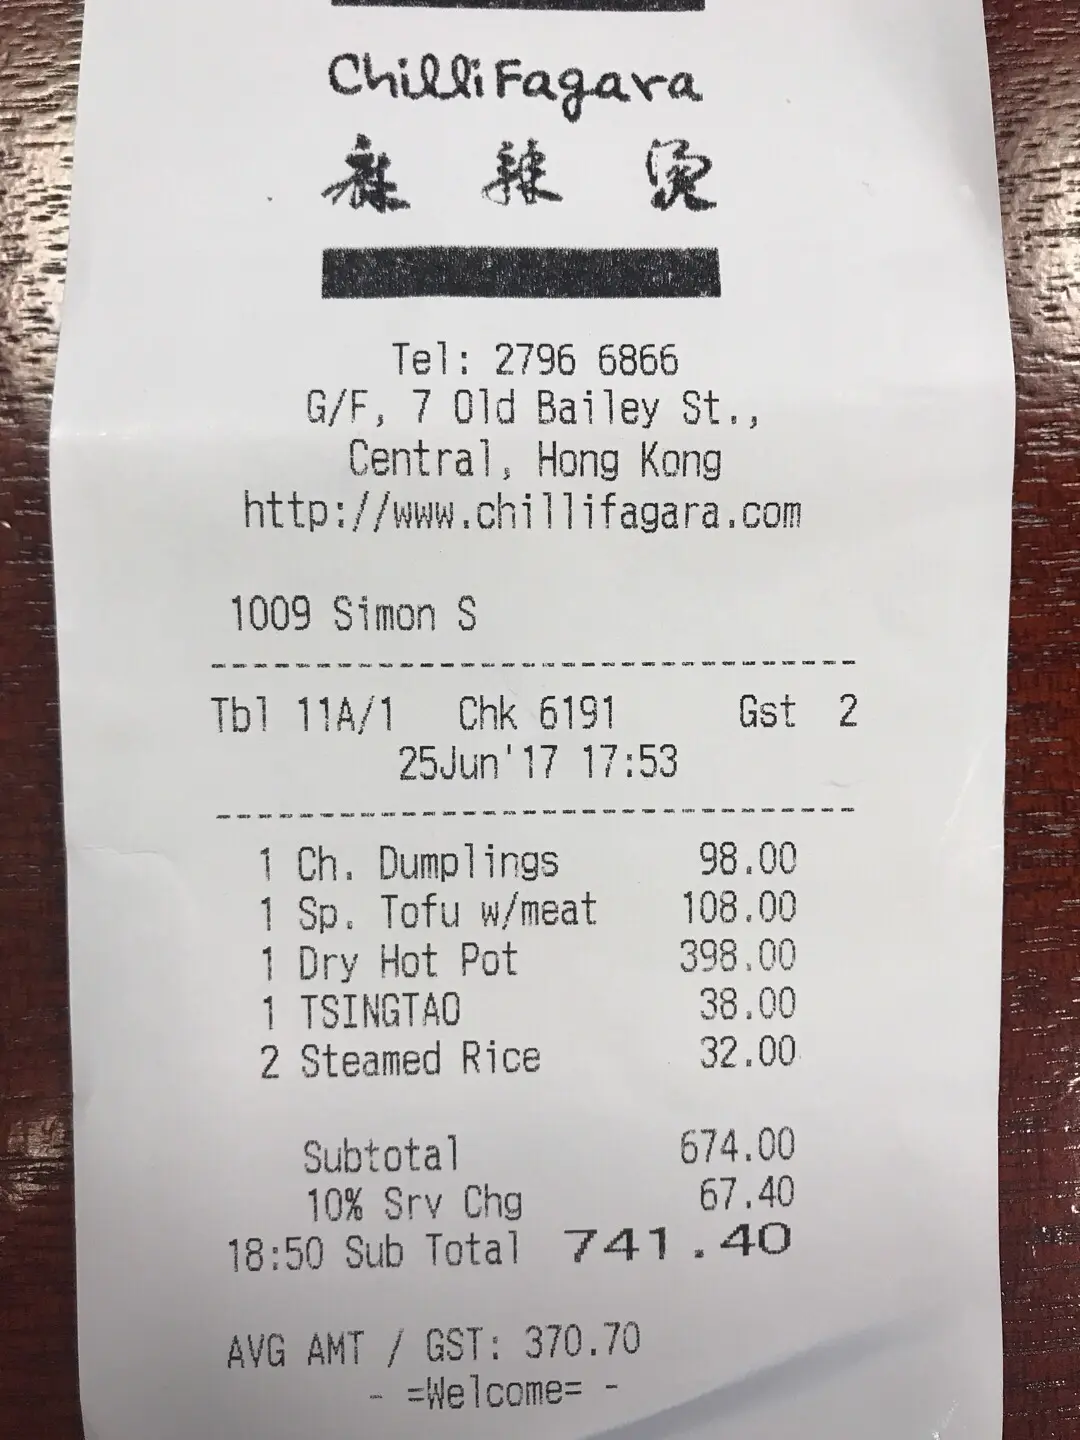 ChilliFagara
麻 辣 烫
Tel: 2796 6866
G/F, 7 Old Bailey St.,
Central, Hong Kong
http://www.chillifagara.com
1009 Simon S
Tbl 11A/1 Chk 6191 Gst 2
25Jun'17 17:53
1 Ch. Dumplings 98.00
1 Sp. Tofu w/meat 108.00
1 Dry Hot Pot 398.00
1 TSINGTAO 38.00
2 Steamed Rice 32.00
Subtotal 674.00
10% Srv Chg 67.40
18:50 Sub Total 741.40
AVG AMT / GST: 370.70
- =Welcome= -